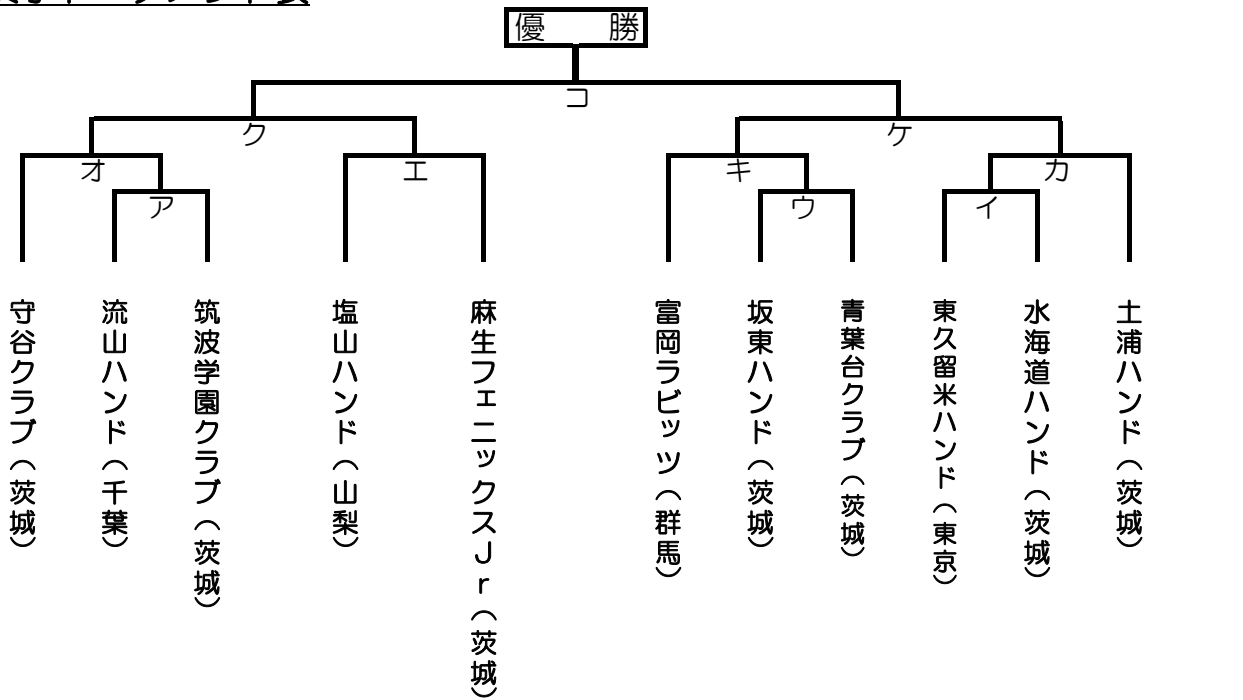 優 勝
コ
ク
ケ
オ
エ
キ
カ
ア
ウ
イ
守谷クラブ(茨城)
流山ハンド(千葉)
筑波学園クラブ(茨城)
塩山ハンド(山梨)
麻生フェニックスJr(茨城)
富岡ラビッツ(群馬)
坂東ハンド(茨城)
青葉台クラブ(茨城)
東久留米ハンド(東京)
水海道ハンド(茨城)
土浦ハンド(茨城)